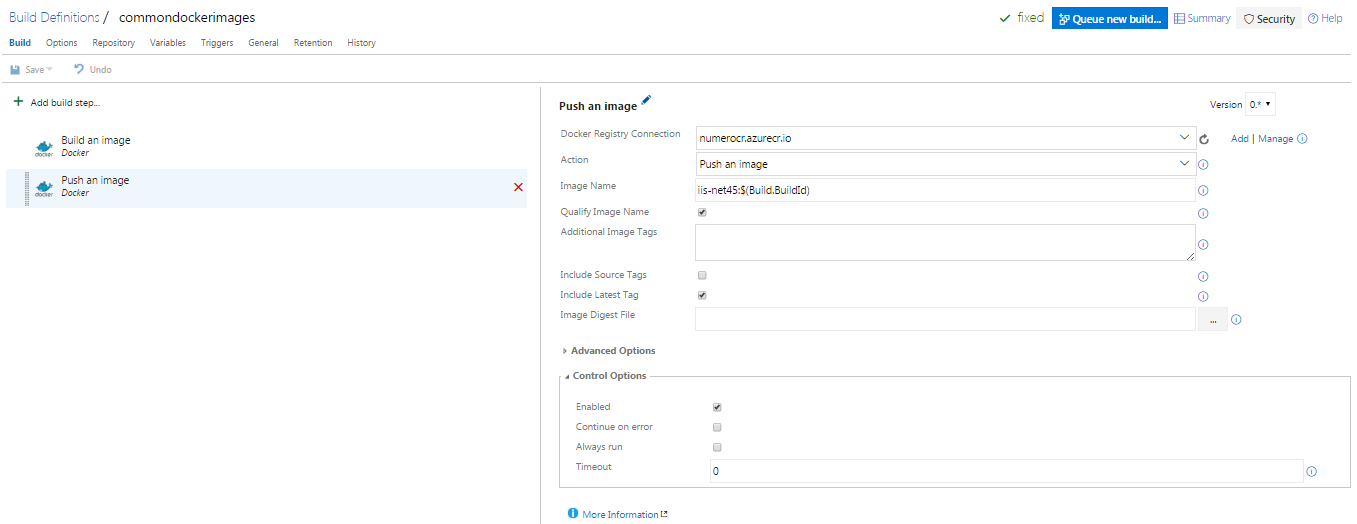 Build Definitions / commondockerimages
fixed Queue new build... Summary Security Help
Build Options Repository Variables Triggers General Retention History
Save Undo
Add build step...
docker
Build an image
Docker
docker
Push an image
Docker
Push an image
Version 0.*
Docker Registry Connection numerocr.azurecr.io Add | Manage
Action Push an image
Image Name iis-net45:$(Build.BuildId)
Qualify Image Name
Additional Image Tags
Include Source Tags
Include Latest Tag
Image Digest File ...
Advanced Options
Control Options
Enabled
Continue on error
Always run
Timeout 0
More Information